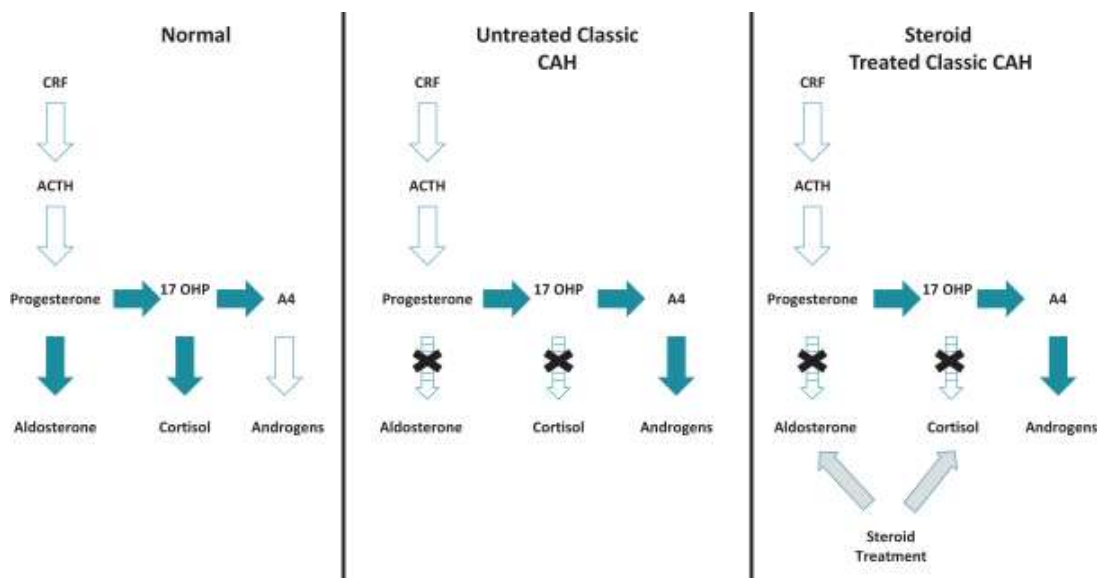 Normal
CRF
ACTH
Progesterone
17 OHP
A4
Aldosterone
Cortisol
Androgens
Untreated Classic
CAH
CRF
ACTH
Progesterone
17 OHP
A4
Aldosterone
Cortisol
Androgens
Steroid
Treated Classic CAH
CRF
ACTH
Progesterone
17 OHP
A4
Aldosterone
Cortisol
Androgens
Steroid
Treatment